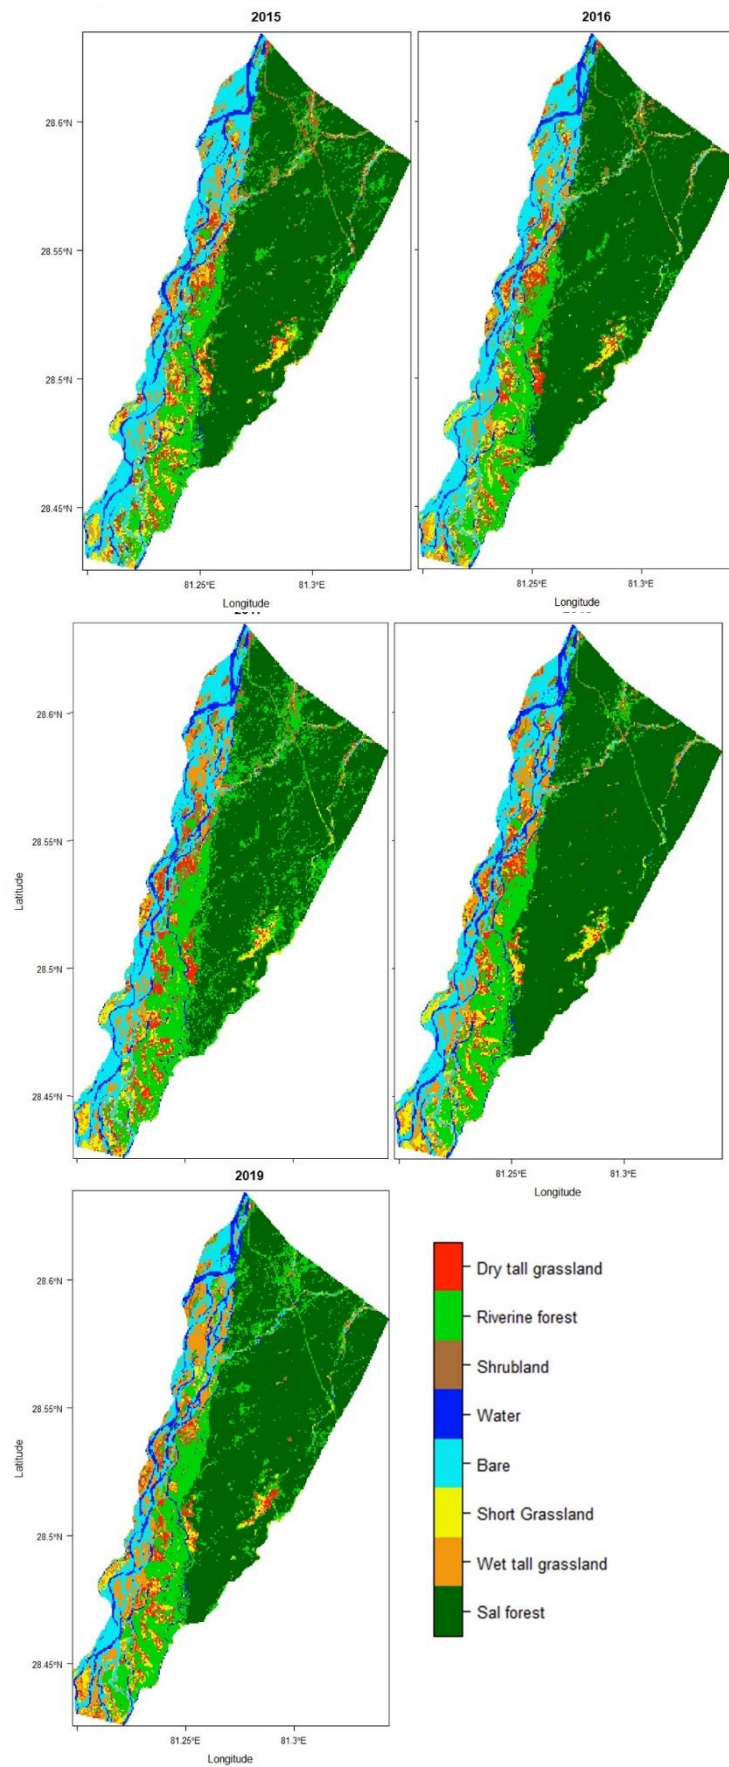 2015
2016
28.6°N
28.55°N
28.5°N
28.45°N
81.25°E
81.3°E
81.25°E
81.3°E
Longitude
Longitude
28.6°N
28.55°N
28.5°N
28.45°N
Latitude
81.25°E
81.3°E
Longitude
2019
28.6°N
28.55°N
28.5°N
28.45°N
Latitude
81.25°E
81.3°E
Longitude
Dry tall grassland
Riverine forest
Shrubland
Water
Bare
Short Grassland
Wet tall grassland
Sal forest